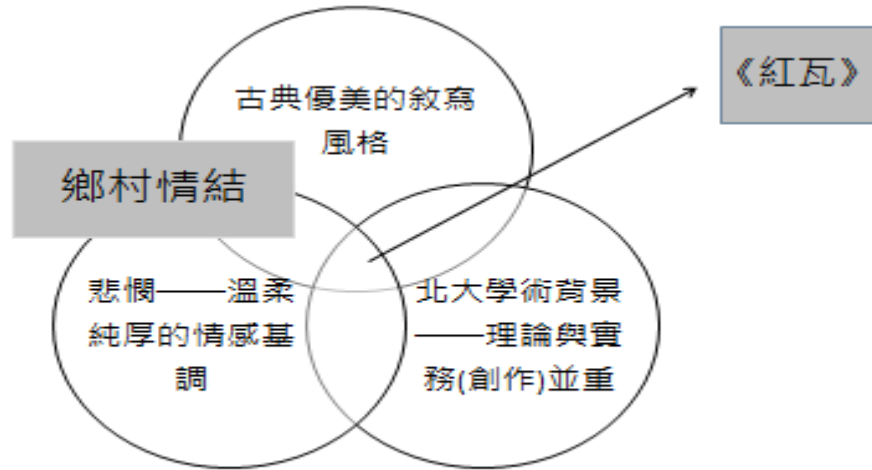 古典優美的敘寫
風格
《紅瓦》
鄉村情結
悲憫——溫柔
純厚的情感基
調
北大學術背景
——理論與實
務(創作)並重